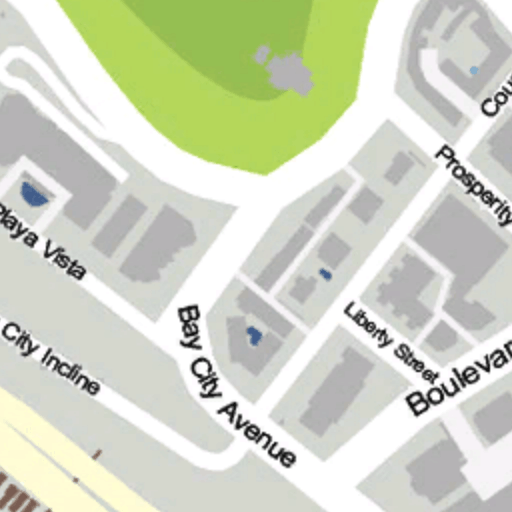 Cou
Prosperity
Playa Vista
City Incline
Bay City Avenue
Liberty Street
Boulevar